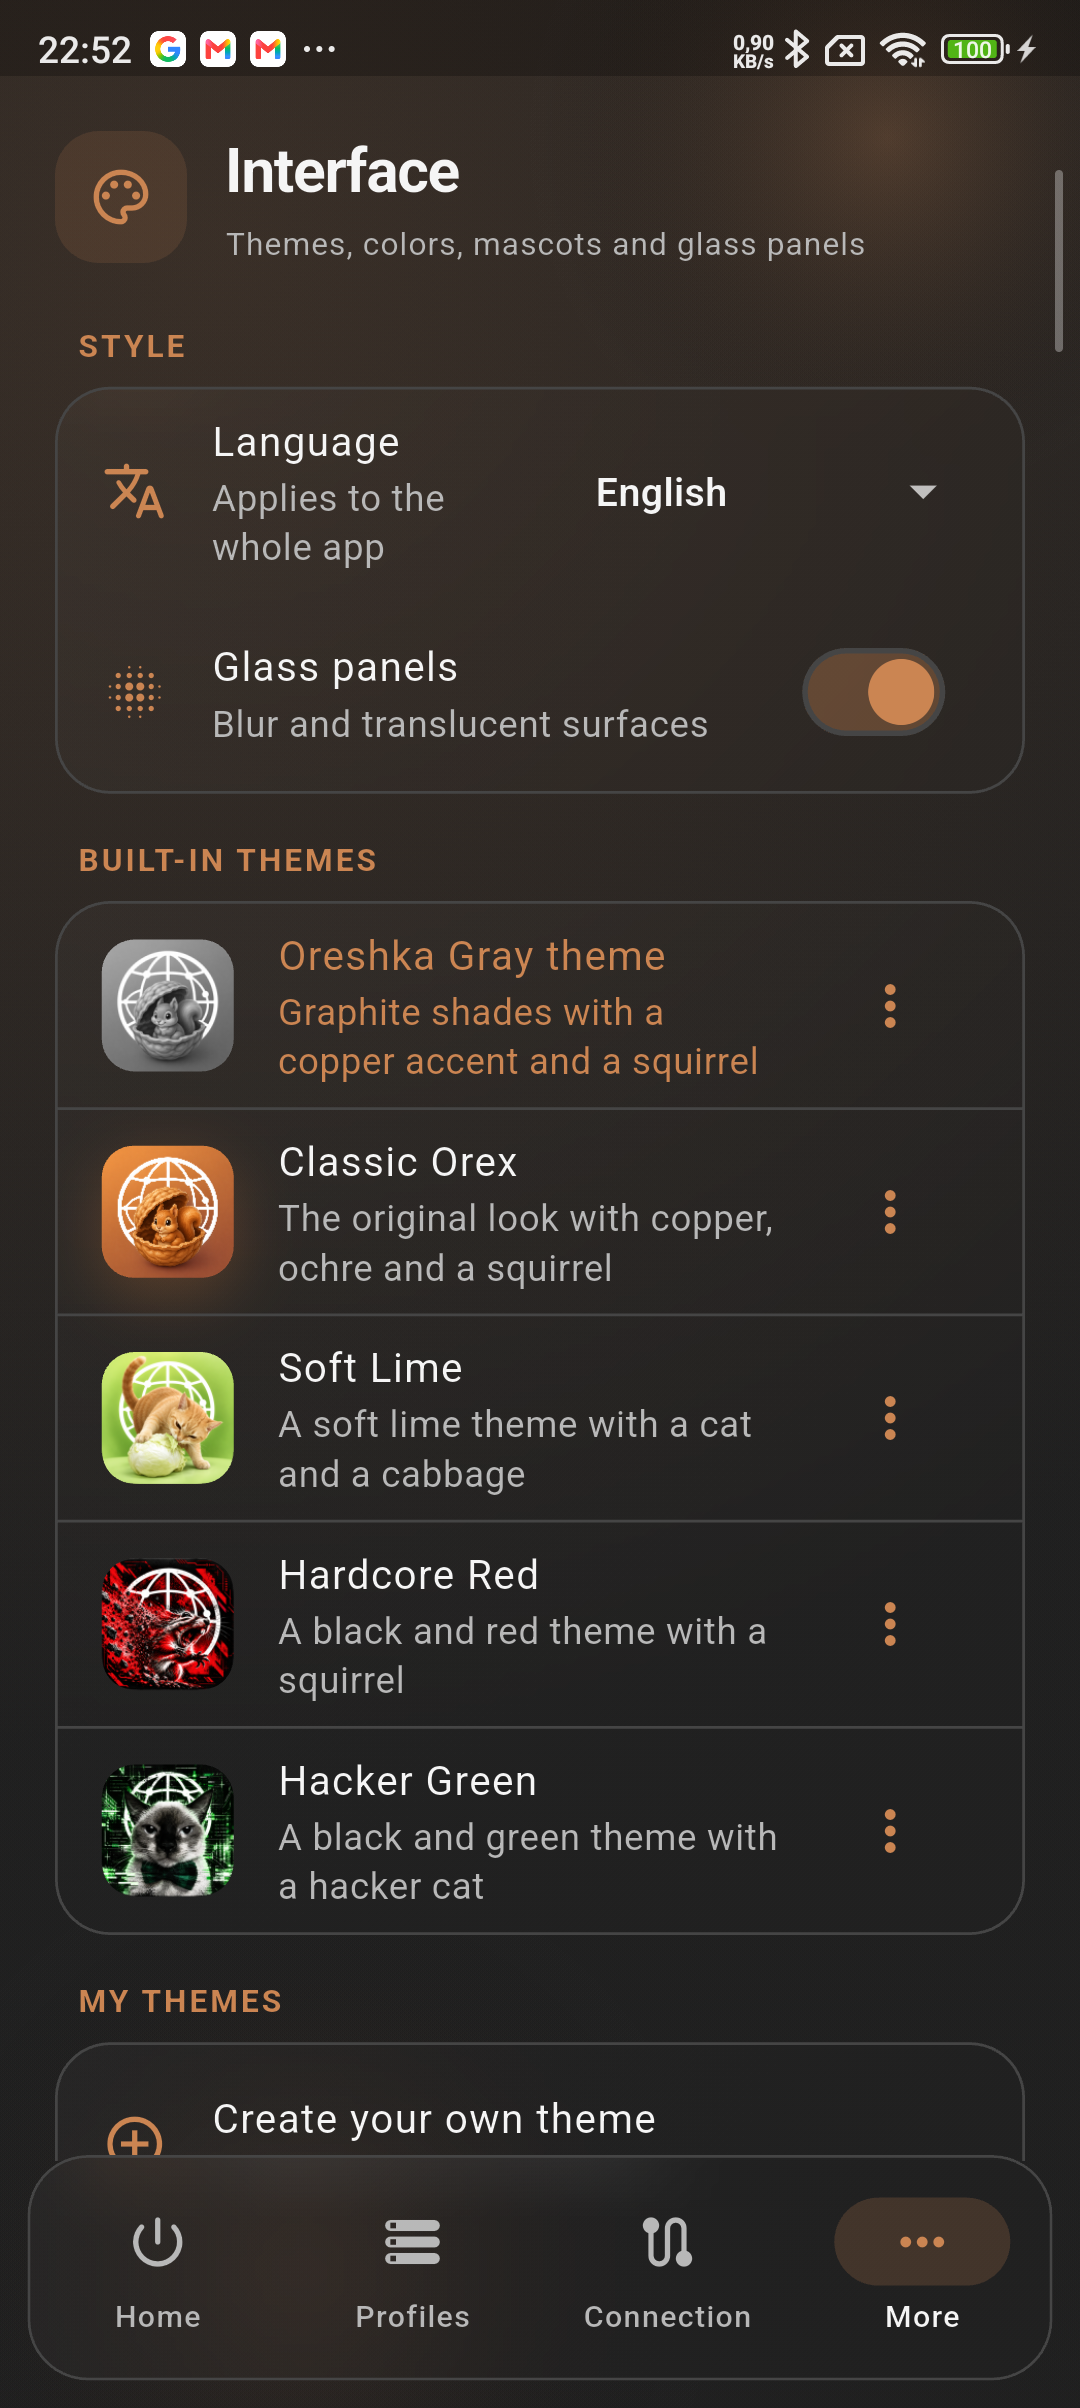 22:52
0,90
KB/s
100
Interface
Themes, colors, mascots and glass panels
STYLE
Language
Applies to the
whole app
English
Glass panels
Blur and translucent surfaces
BUILT-IN THEMES
Oreshka Gray theme
Graphite shades with a
copper accent and a squirrel
Classic Orex
The original look with copper,
ochre and a squirrel
Soft Lime
A soft lime theme with a cat
and a cabbage
Hardcore Red
A black and red theme with a
squirrel
Hacker Green
A black and green theme with
a hacker cat
MY THEMES
Create your own theme
Home
Profiles
Connection
More